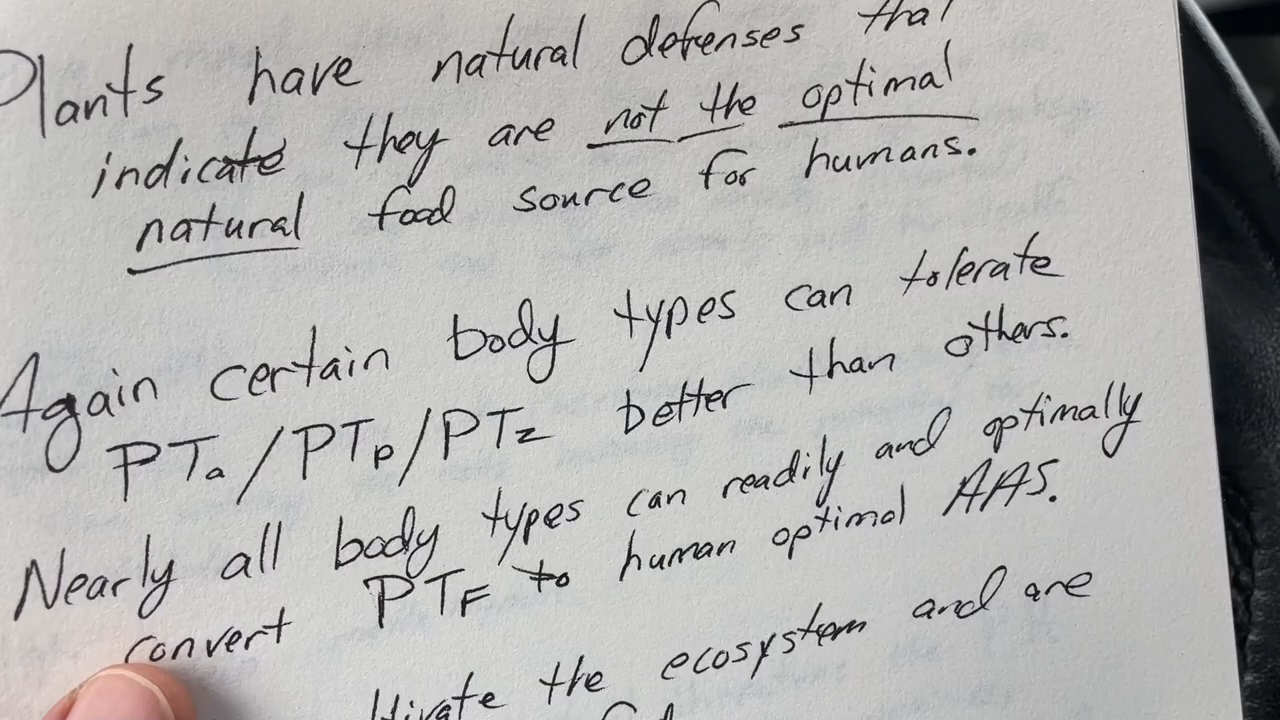 Plants have natural defenses that
indicate they are not the optimal
natural food source for humans.
Again certain body types can tolerate
PTa/PTp/PTz better than others.
Nearly all body types can readily and optimally
convert PTF to human optimal AAS.
the ecosystem and are